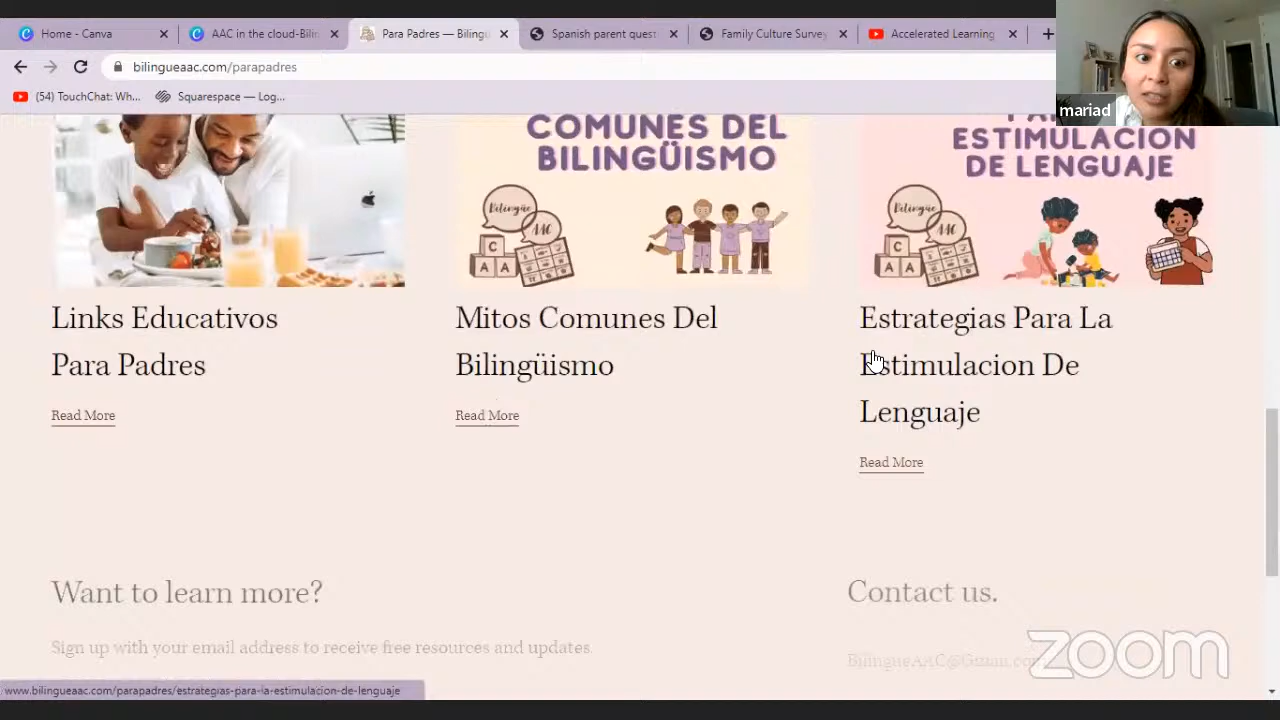 Home - Canva
AAC in the cloud-Bilin
Para Padres — Bilingu
Spanish parent quest
Family Culture Survey
Accelerated Learning
bilingueaac.com/parapadres
(54) TouchChat: Wh...
Squarespace — Log...
mariad
COMUNES DEL
BILINGÜISMO
Bilingüe
AAC
C
A A
ESTIMULACION
DE LENGUAJE
Bilingüe
AAC
C
A A
Links Educativos
Para Padres
Read More
Mitos Comunes Del
Bilingüismo
Read More
Estrategias Para La
Estimulacion De
Lenguaje
Read More
Want to learn more?
Sign up with your email address to receive free resources and updates.
Contact us.
BilingueAAC@Gmail.com
zoom
www.bilingueaac.com/parapadres/estrategias-para-la-estimulacion-de-lenguaje